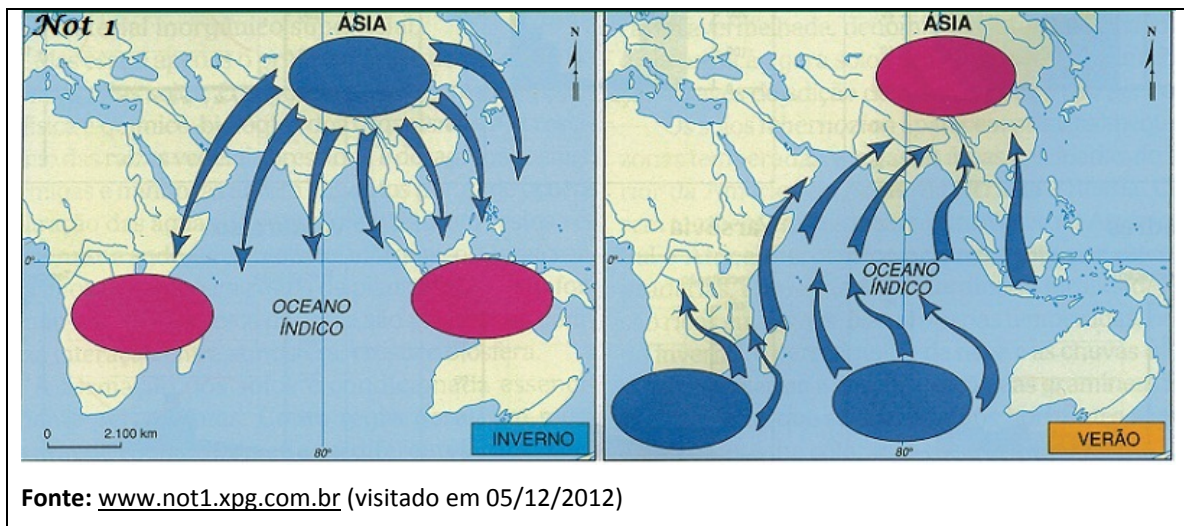 Not 1
ÁSIA
N
0°
OCEANO
ÍNDICO
0 2.100 km
80°
INVERNO
ÁSIA
N
0°
OCEANO
ÍNDICO
80°
VERÃO
Fonte: www.not1.xpg.com.br (visitado em 05/12/2012)